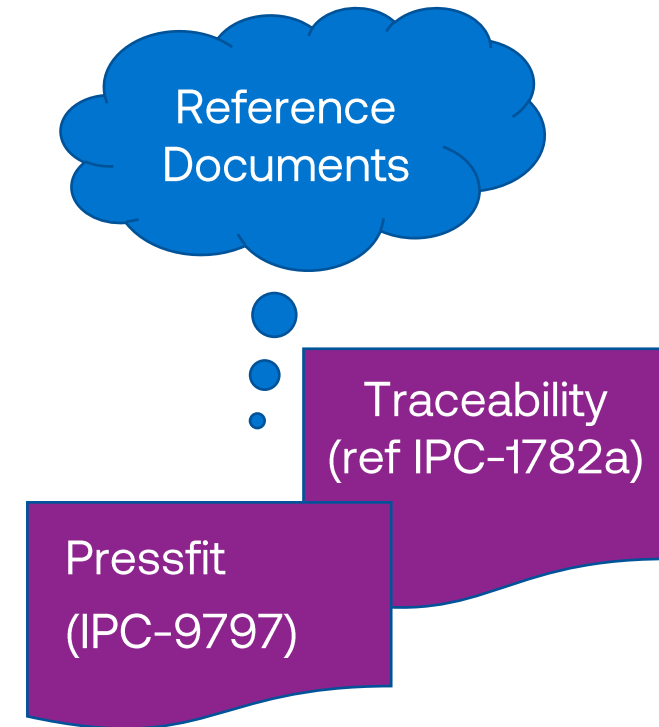 Reference
Documents
Traceability
(ref IPC-1782a)
Pressfit
(IPC-9797)